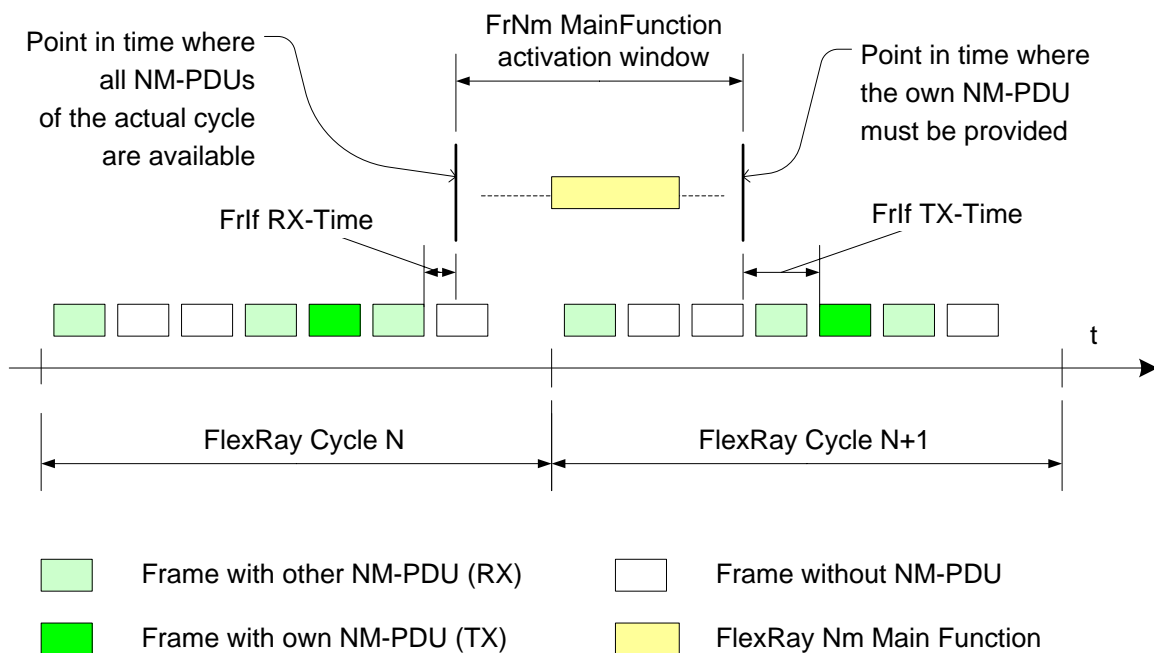 Point in time where
all NM-PDUs
of the actual cycle
are available
FrNm MainFunction
activation window
Point in time where
the own NM-PDU
must be provided
FrIf RX-Time
FrIf TX-Time
t
FlexRay Cycle N
FlexRay Cycle N+1
Frame with other NM-PDU (RX)
Frame without NM-PDU
Frame with own NM-PDU (TX)
FlexRay Nm Main Function